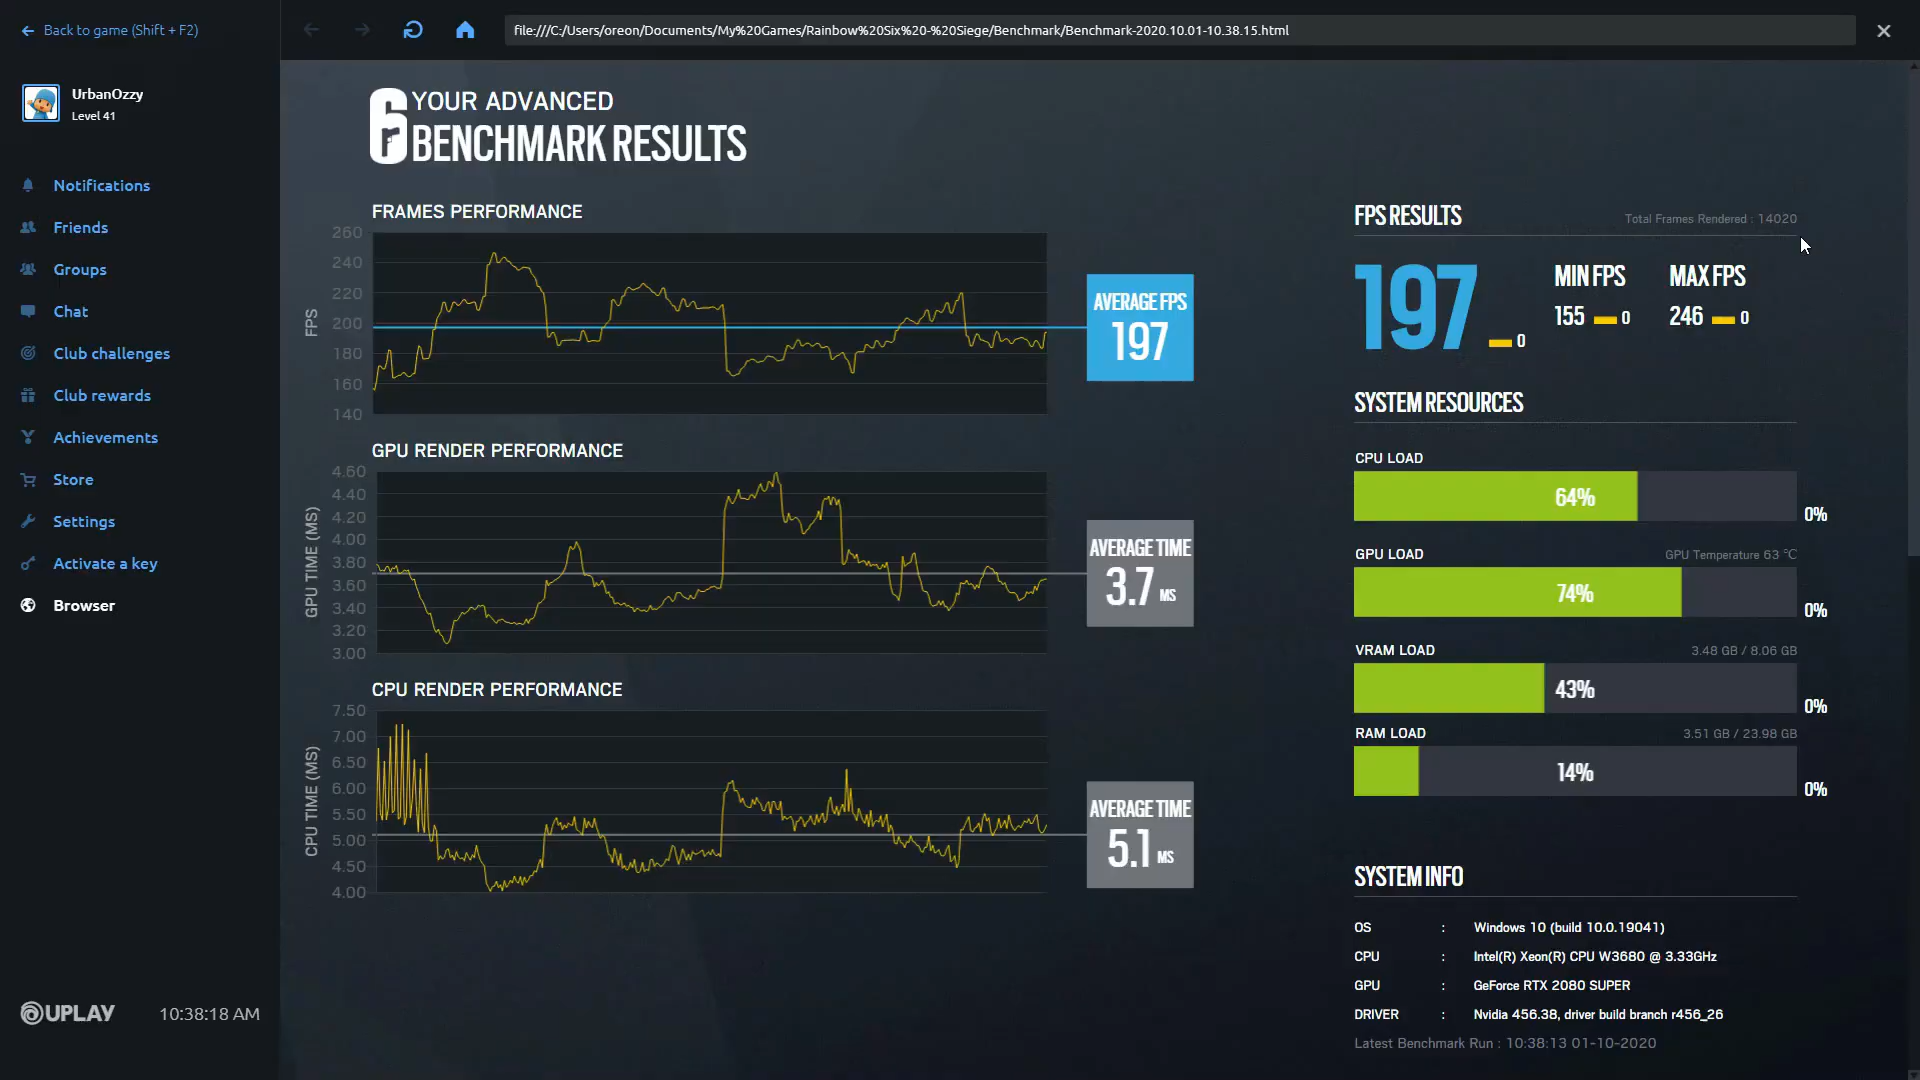 Back to game (Shift + F2)
file:///C:/Users/oreon/Documents/My%20Games/Rainbow%20Six%20-%20Siege/Benchmark/Benchmark-2020.10.01-10.38.15.html
UrbanOzzy
Level 41
Notifications
Friends
Groups
Chat
Club challenges
Club rewards
Achievements
Store
Settings
Activate a key
Browser
UPLAY
10:38:18 AM
6
YOUR ADVANCED
BENCHMARK RESULTS
FRAMES PERFORMANCE
FPS
260
240
220
200
180
160
140
AVERAGE FPS
197
GPU RENDER PERFORMANCE
GPU TIME (MS)
4.60
4.40
4.20
4.00
3.80
3.60
3.40
3.20
3.00
AVERAGE TIME
3.7 MS
CPU RENDER PERFORMANCE
CPU TIME (MS)
7.50
7.00
6.50
6.00
5.50
5.00
4.50
4.00
AVERAGE TIME
5.1 MS
FPS RESULTS
Total Frames Rendered : 14020
197 0
MIN FPS
155 0
MAX FPS
246 0
SYSTEM RESOURCES
CPU LOAD
64%
0%
GPU LOAD
GPU Temperature 63 °C
74%
0%
VRAM LOAD
3.48 GB / 8.06 GB
43%
0%
RAM LOAD
3.51 GB / 23.98 GB
14%
0%
SYSTEM INFO
OS : Windows 10 (build 10.0.19041)
CPU : Intel(R) Xeon(R) CPU W3680 @ 3.33GHz
GPU : GeForce RTX 2080 SUPER
DRIVER : Nvidia 456.38, driver build branch r456_26
Latest Benchmark Run : 10:38:13 01-10-2020